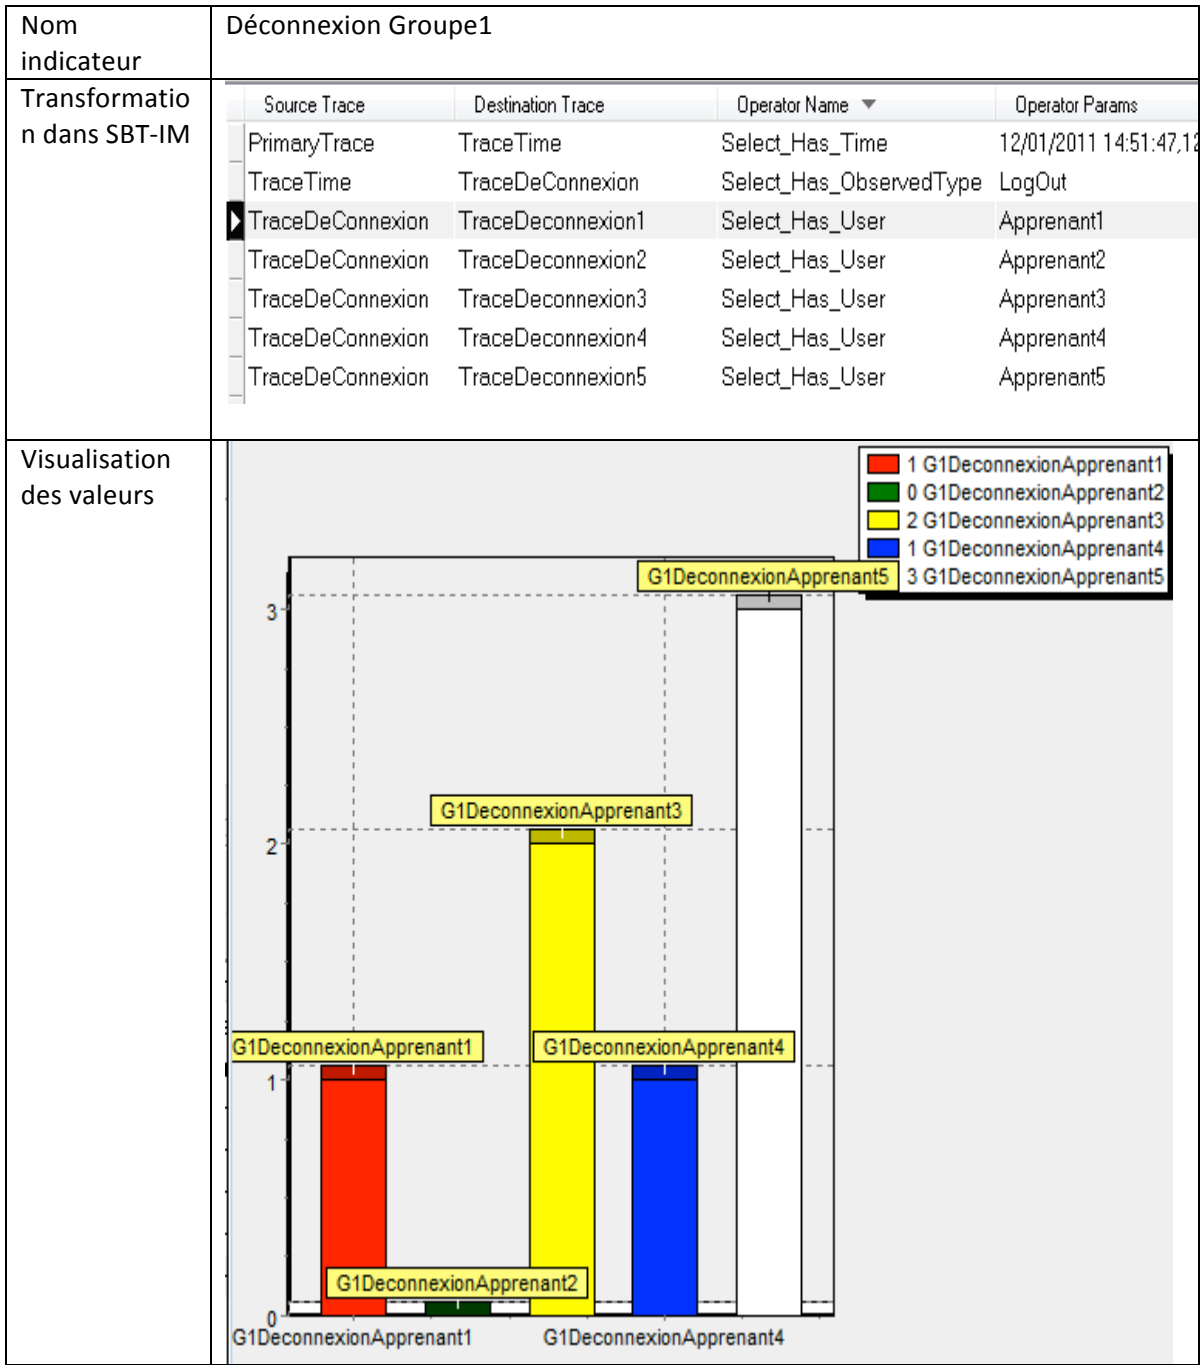 Nom
indicateur
Déconnexion Groupe1
Transformatio
n dans SBT-IM
Source Trace Destination Trace Operator Name Operator Params
PrimaryTrace TraceTime Select_Has_Time 12/01/2011 14:51:47,12
TraceTime TraceDeConnexion Select_Has_ObservedType LogOut
TraceDeConnexion TraceDeconnexion1 Select_Has_User Apprenant1
TraceDeConnexion TraceDeconnexion2 Select_Has_User Apprenant2
TraceDeConnexion TraceDeconnexion3 Select_Has_User Apprenant3
TraceDeConnexion TraceDeconnexion4 Select_Has_User Apprenant4
TraceDeConnexion TraceDeconnexion5 Select_Has_User Apprenant5
Visualisation
des valeurs
1 G1DeconnexionApprenant1
0 G1DeconnexionApprenant2
2 G1DeconnexionApprenant3
1 G1DeconnexionApprenant4
3 G1DeconnexionApprenant5
G1DeconnexionApprenant5
3
G1DeconnexionApprenant3
2
G1DeconnexionApprenant1 G1DeconnexionApprenant4
1
G1DeconnexionApprenant2
0
G1DeconnexionApprenant1 G1DeconnexionApprenant4